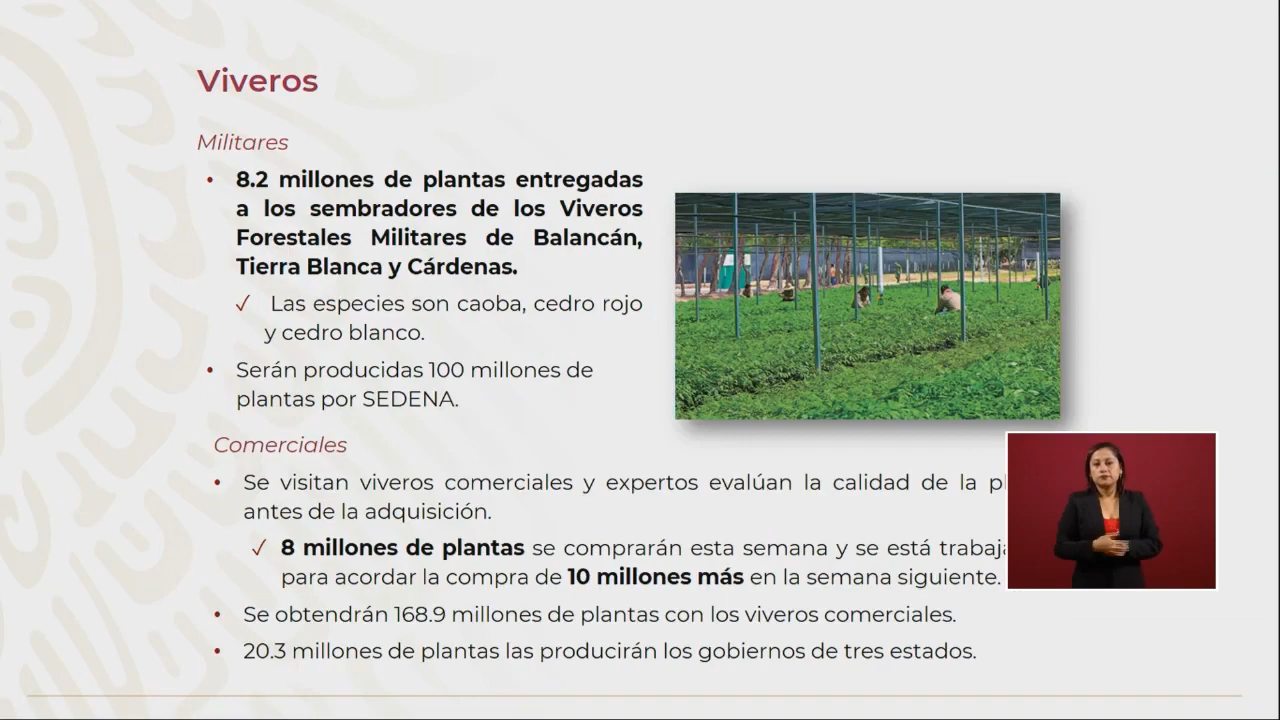 Viveros
Militares
• 8.2 millones de plantas entregadas
a los sembradores de los Viveros
Forestales Militares de Balancán,
Tierra Blanca y Cárdenas.
✓ Las especies son caoba, cedro rojo
y cedro blanco.
• Serán producidas 100 millones de
plantas por SEDENA.
Comerciales
• Se visitan viveros comerciales y expertos evalúan la calidad de la
antes de la adquisición.
✓ 8 millones de plantas se comprarán esta semana y se está
para acordar la compra de 10 millones más en la semana siguiente.
• Se obtendrán 168.9 millones de plantas con los viveros comerciales.
• 20.3 millones de plantas las producirán los gobiernos de tres estados.